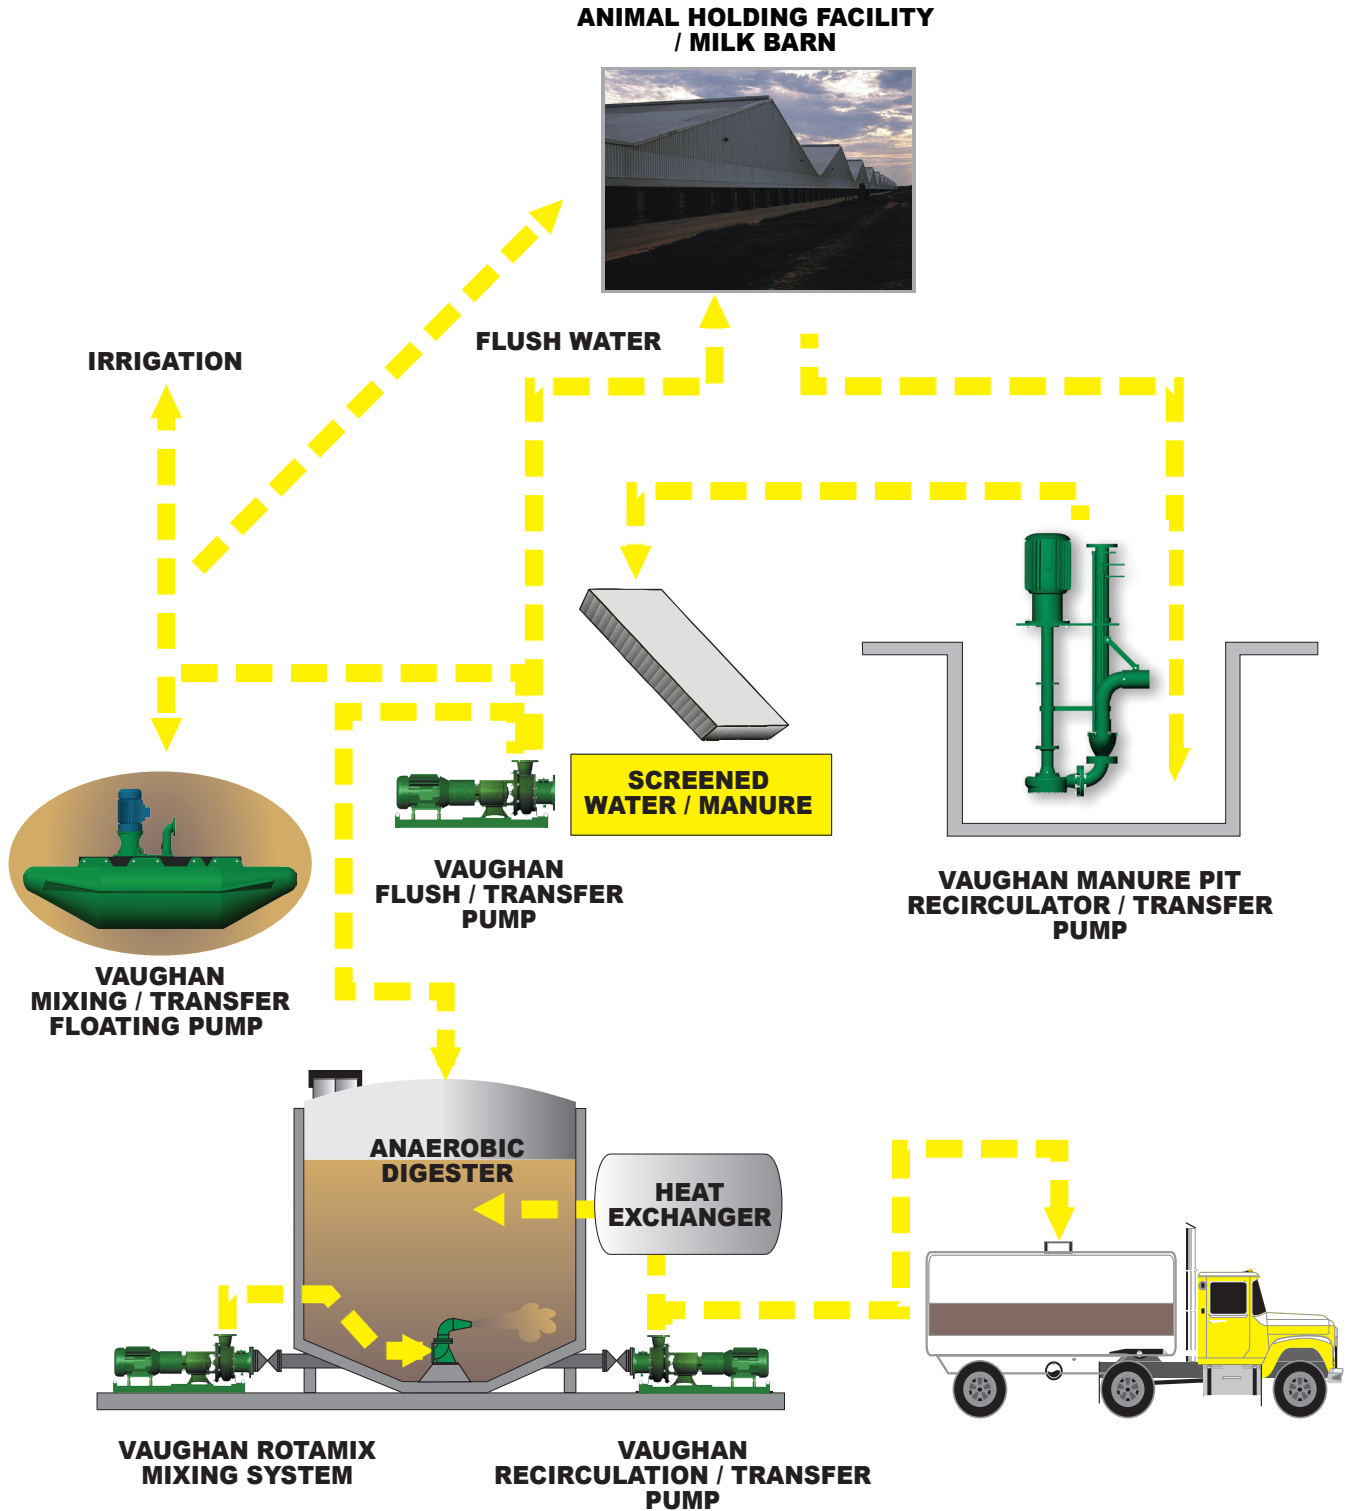 ANIMAL HOLDING FACILITY
/ MILK BARN
FLUSH WATER
IRRIGATION
SCREENED
WATER / MANURE
VAUGHAN
FLUSH / TRANSFER
PUMP
VAUGHAN MANURE PIT
RECIRCULATOR / TRANSFER
PUMP
VAUGHAN
MIXING / TRANSFER
FLOATING PUMP
ANAEROBIC
DIGESTER
HEAT
EXCHANGER
VAUGHAN ROTAMIX
MIXING SYSTEM
VAUGHAN
RECIRCULATION / TRANSFER
PUMP